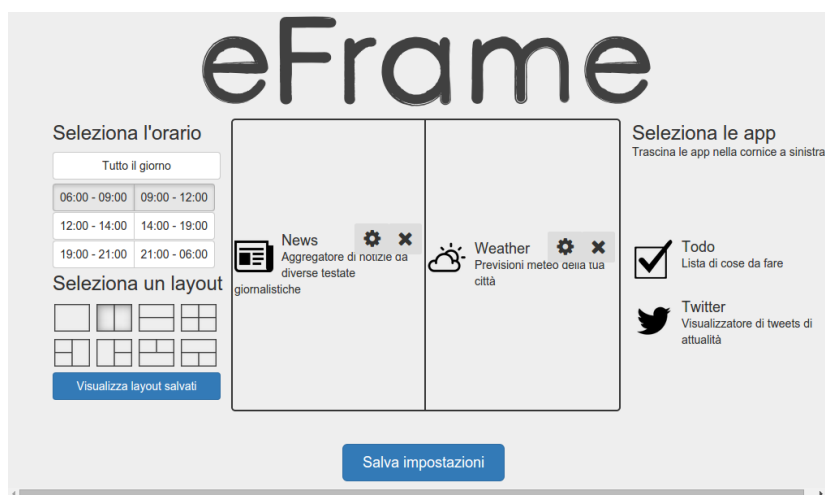 eFrame
Seleziona l'orario
Tutto il giorno
06:00 - 09:00 09:00 - 12:00
12:00 - 14:00 14:00 - 19:00
19:00 - 21:00 21:00 - 06:00
Seleziona un layout
Visualizza layout salvati
News
Aggregatore di notizie da
diverse testate
giornalistiche
Weather
Previsioni meteo della tua
città
Seleziona le app
Trascina le app nella cornice a sinistra
Todo
Lista di cose da fare
Twitter
Visualizzatore di tweets di
attualità
Salva impostazioni